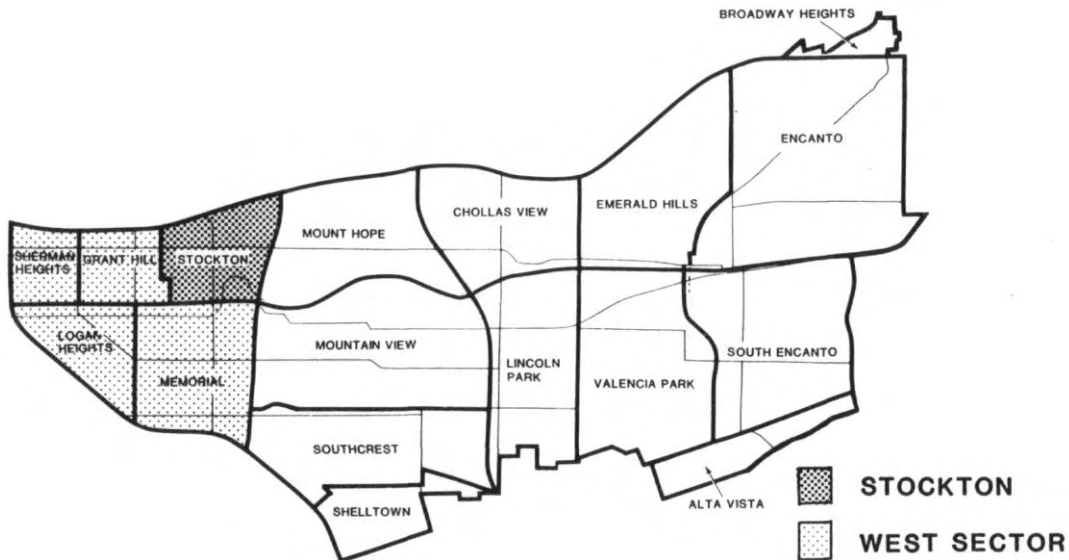 BROADWAY HEIGHTS
ENCANTO
EMERALD HILLS
CHOLLAS VIEW
MOUNT HOPE
STOCKTON
GRANT HILL
SHERMAN
HEIGHTS
LOGAN
HEIGHTS
MEMORIAL
MOUNTAIN VIEW
LINCOLN
PARK
VALENCIA PARK
SOUTH ENCANTO
SOUTHCREST
SHELLTOWN
ALTA VISTA
STOCKTON
WEST SECTOR